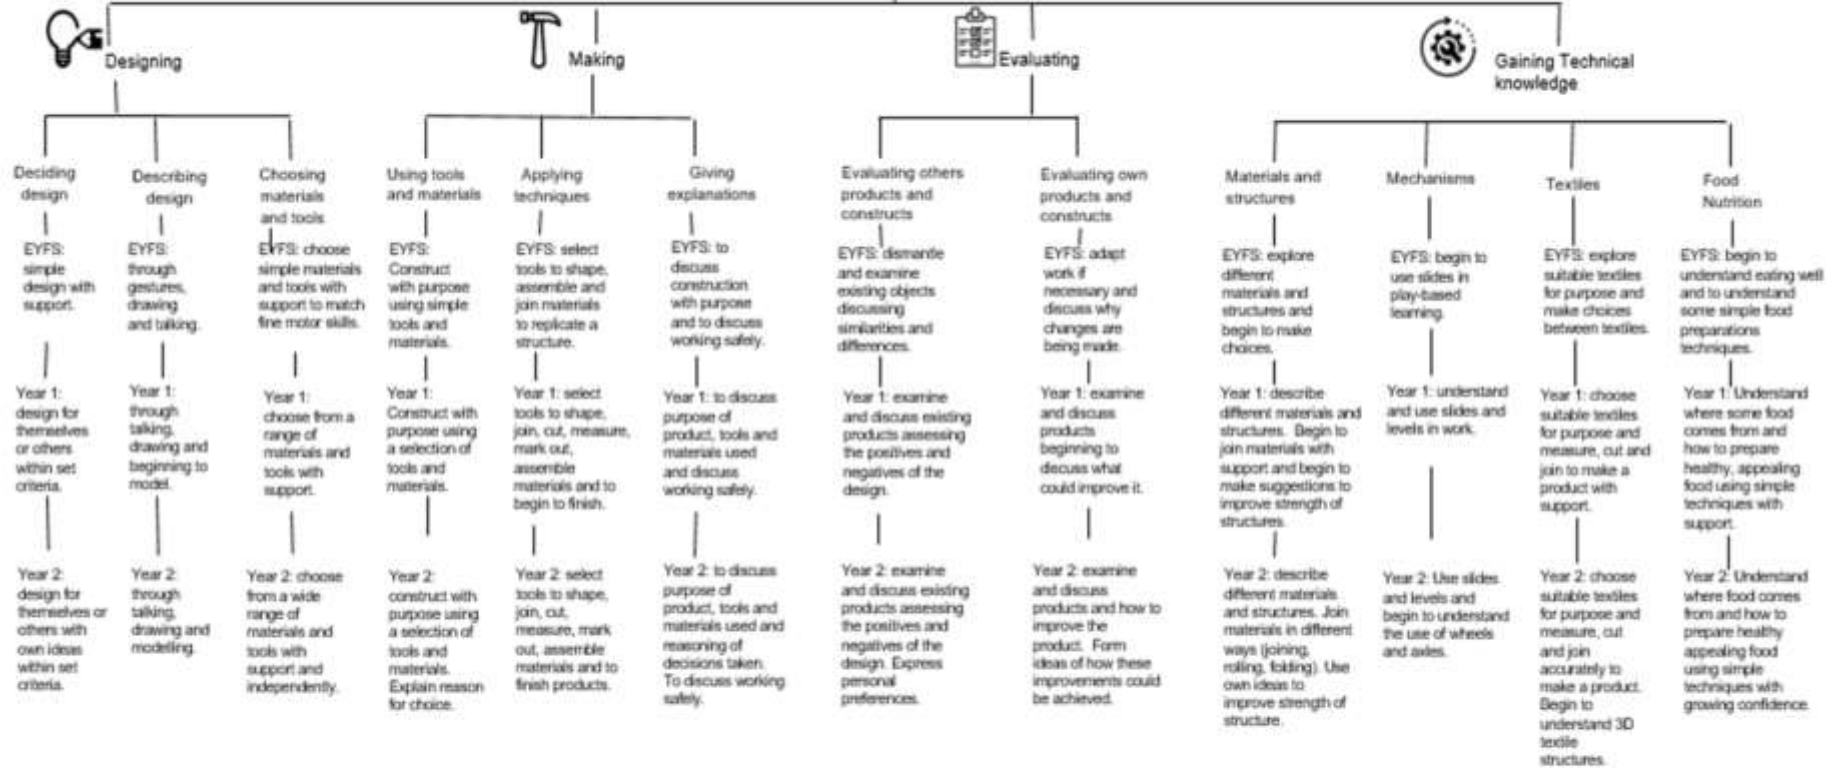 Designing
Making
Evaluating
Gaining Technical
knowledge
Deciding
design
EYFS:
simple
design with
support.
Year 1:
design for
themselves
or others
within set
criteria.
Year 2:
design for
themselves or
others with
own ideas
within set
criteria.
Describing
design
EYFS:
through
gestures,
drawing
and talking.
Year 1:
through
talking,
drawing and
beginning to
model.
Year 2:
through
talking,
drawing and
modelling.
Choosing
materials
and tools
EYFS: choose
simple materials
and tools with
support to match
fine motor skills.
Year 1:
choose from a
range of
materials and
tools with
support.
Year 2: choose
from a wide
range of
materials and
tools with
support and
independently.
Using tools
and materials
EYFS:
Construct
with purpose
using simple
tools and
materials.
Year 1:
Construct with
purpose using
a selection of
tools and
materials.
Year 2:
construct with
purpose using
a selection of
tools and
materials.
Explain reason
for choice.
Applying
techniques
EYFS: select
tools to shape,
assemble and
join materials
to replicate a
structure.
Year 1: select
tools to shape,
join, cut, measure,
mark out,
assemble
materials and to
begin to finish.
Year 2: select
tools to shape,
join, cut,
measure, mark
out, assemble
materials and to
finish products.
Giving
explanations
EYFS: to
discuss
construction
with purpose
and to discuss
working safely.
Year 1: to discuss
purpose of
product, tools and
materials used
and discuss
working safely.
Year 2: to discuss
purpose of
product, tools and
materials used and
reasoning of
decisions taken.
To discuss working
safely.
Evaluating others
products and
constructs
EYFS: dismantle
and examine
existing objects
discussing
similarities and
differences.
Year 1: examine
and discuss existing
products assessing
the positives and
negatives of the
design.
Year 2: examine
and discuss existing
products assessing
the positives and
negatives of the
design. Express
personal
preferences.
Evaluating own
products and
constructs
EYFS: adapt
work if
necessary and
discuss why
changes are
being made.
Year 1: examine
and discuss
products
beginning to
discuss what
could improve it.
Year 2: examine
and discuss
products and how to
improve the
product. Form
ideas of how these
improvements could
be achieved.
Materials and
structures
EYFS: explore
different
materials and
structures and
begin to make
choices.
Year 1: describe
different materials and
structures. Begin to
join materials with
support and begin to
make suggestions to
improve strength of
structures.
Year 2: describe
different materials
and structures. Join
materials in different
ways (joining,
rolling, folding). Use
own ideas to
improve strength of
structure.
Mechanisms
EYFS: begin to
use slides in
play-based
learning.
Year 1: understand
and use slides and
levels in work.
Year 2: Use slides
and levels and
begin to understand
the use of wheels
and axles.
Textiles
EYFS: explore
suitable textiles
for purpose and
make choices
between textiles.
Year 1: choose
suitable textiles
for purpose and
measure, cut and
join to make a
product with
support.
Year 2: choose
suitable textiles
for purpose and
measure, cut
and join
accurately to
make a product.
Begin to
understand 3D
textile
structures.
Food
Nutrition
EYFS: begin to
understand eating well
and to understand
some simple food
preparations
techniques.
Year 1: Understand
where some food
comes from and
how to prepare
healthy, appealing
food using simple
techniques with
support.
Year 2: Understand
where food comes
from and how to
prepare healthy
appealing food
using simple
techniques with
growing confidence.